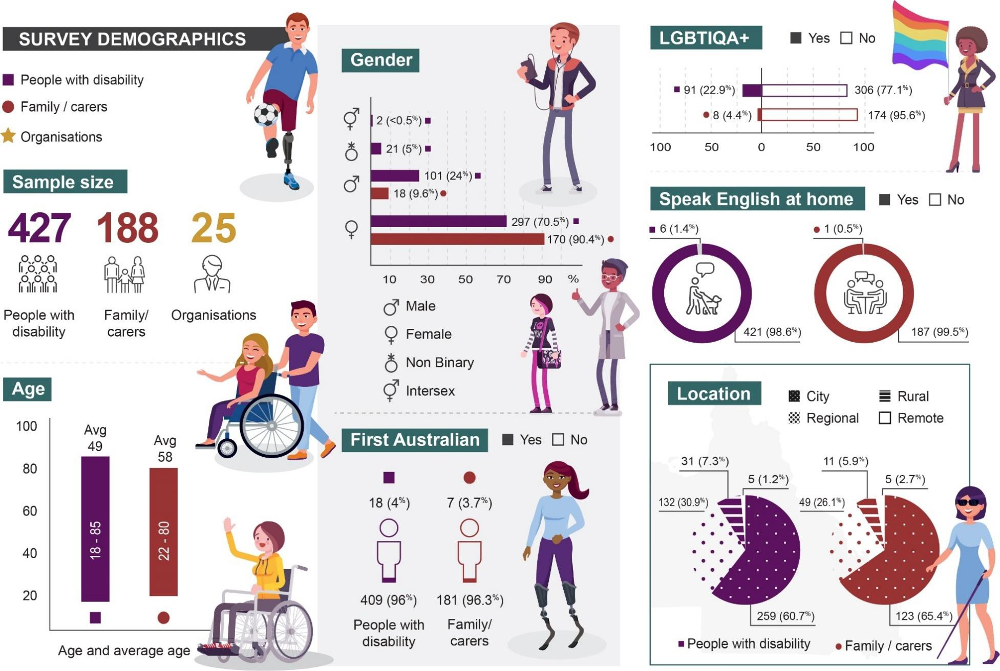 SURVEY DEMOGRAPHICS
People with disability
Family / carers
Organisations
Sample size
427 188 25
People with disability
Family/ carers
Organisations
Age
100
80
60
40
20
Avg
49
Avg
58
18 - 85
22 - 80
Age and average age
Gender
2 (<0.5%)
21 (5%)
101 (24%)
18 (9.6%)
297 (70.5%)
170 (90.4%)
10 30 50 70 90 %
Male
Female
Non Binary
Intersex
First Australian
Yes No
18 (4%) 7 (3.7%)
409 (96%) 181 (96.3%)
People with disability
Family/ carers
LGBTIQA+
Yes No
91 (22.9%) 306 (77.1%)
8 (4.4%) 174 (95.6%)
100 50 0 50 100
Speak English at home
Yes No
6 (1.4%) 1 (0.5%)
421 (98.6%) 187 (99.5%)
Location
City Rural
Regional Remote
31 (7.3%) 11 (5.9%)
5 (1.2%) 5 (2.7%)
132 (30.9%) 49 (26.1%)
259 (60.7%) 123 (65.4%)
People with disability Family / carers